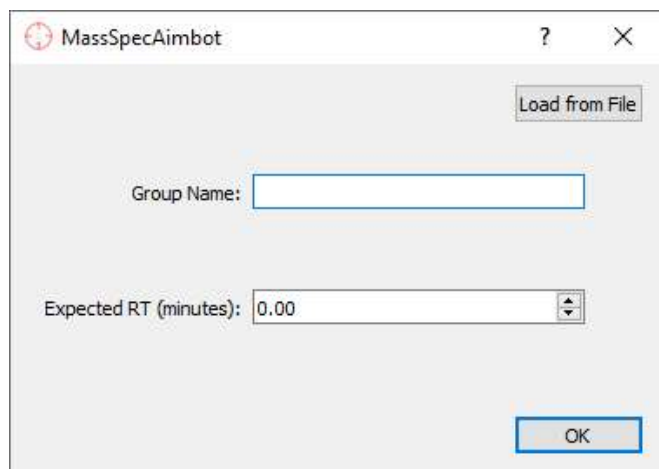 MassSpecAimbot ?
Load from File
Group Name:
Expected RT (minutes): 0.00
OK